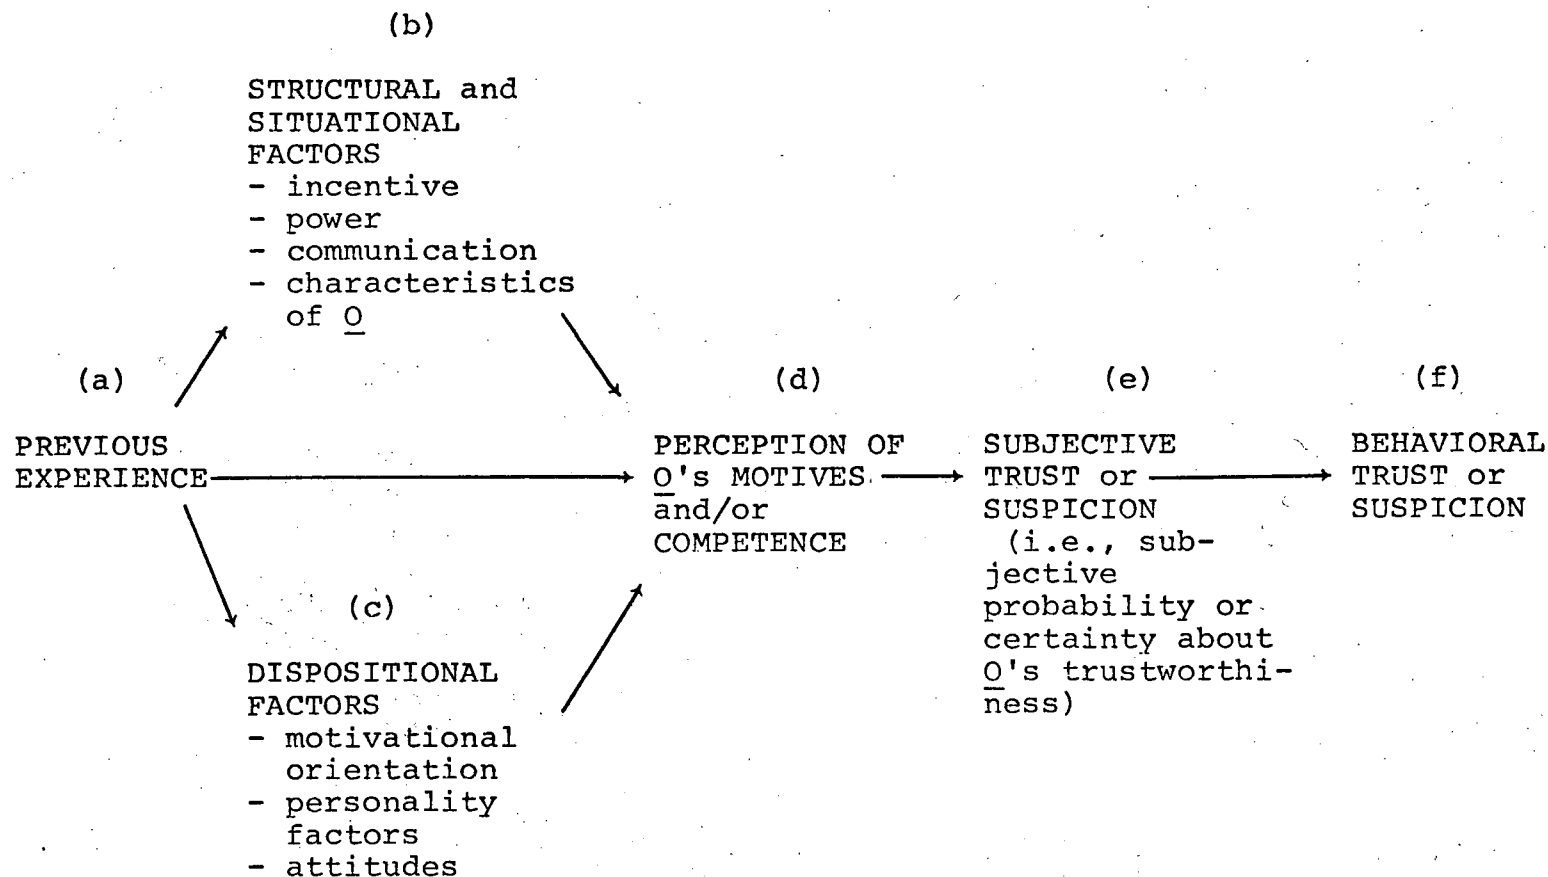 (b)
STRUCTURAL and
SITUATIONAL
FACTORS
- incentive
- power
- communication
- characteristics
of O
(a)
PREVIOUS
EXPERIENCE
(c)
DISPOSITIONAL
FACTORS
- motivational
orientation
- personality
factors
- attitudes
(d)
PERCEPTION OF
O's MOTIVES
and/or
COMPETENCE
(e)
SUBJECTIVE
TRUST or
SUSPICION
(i.e., sub-
jective
probability or
certainty about
O's trustworthi-
ness)
(f)
BEHAVIORAL
TRUST or
SUSPICION